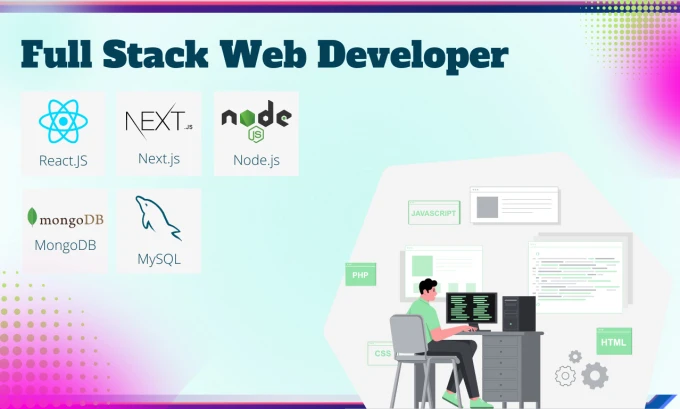 Full Stack Web Developer
React.JS
NEXT.JS
Next.js
node
JS
Node.js
mongoDB
MongoDB
MySQL
JAVASCRIPT
PHP
CSS
HTML